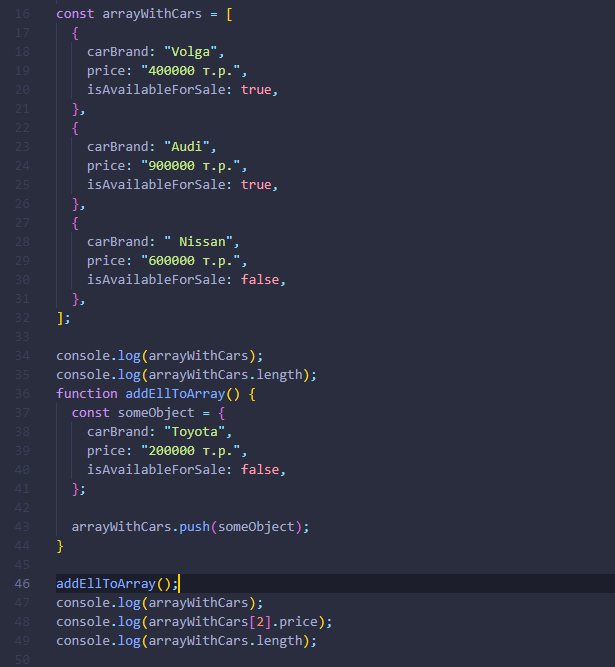 16 const arrayWithCars = [
17   {
18     carBrand: "Volga",
19     price: "400000 т.р.",
20     isAvailableForSale: true,
21   },
22   {
23     carBrand: "Audi",
24     price: "900000 т.р.",
25     isAvailableForSale: true,
26   },
27   {
28     carBrand: " Nissan",
29     price: "600000 т.р.",
30     isAvailableForSale: false,
31   },
32 ];
33
34 console.log(arrayWithCars);
35 console.log(arrayWithCars.length);
36 function addEllToArray() {
37   const someObject = {
38     carBrand: "Toyota",
39     price: "200000 т.р.",
40     isAvailableForSale: false,
41   };
42
43   arrayWithCars.push(someObject);
44 }
45
46 addEllToArray();
47 console.log(arrayWithCars);
48 console.log(arrayWithCars[2].price);
49 console.log(arrayWithCars.length);
50